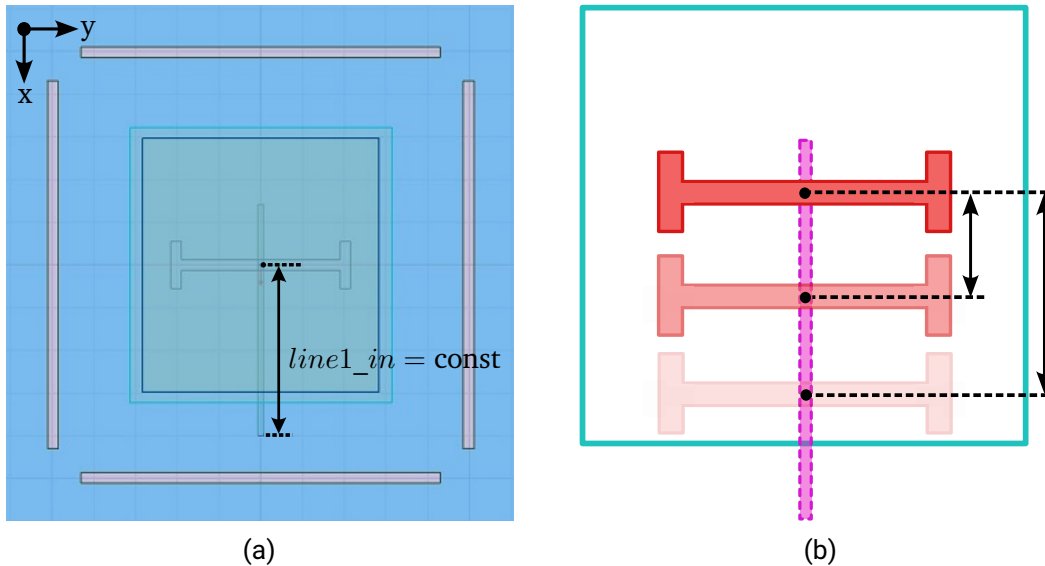 y
x
line1_in = const
(a)
(b)